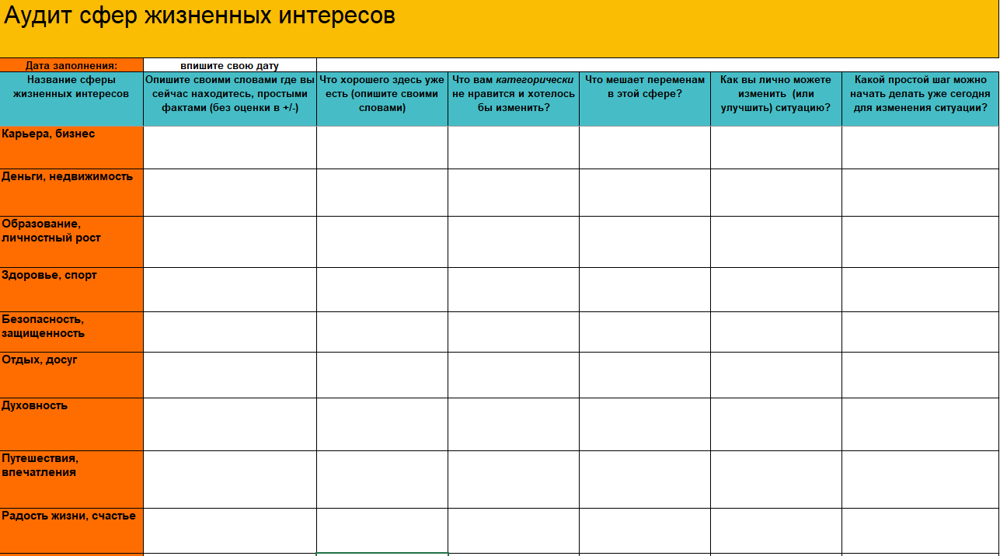 Аудит сфер жизненных интересов
Дата заполнения: впишите свою дату
Название сферы
жизненных интересов
Опишите своими словами где вы
сейчас находитесь, простыми
фактами (без оценки в +/-)
Что хорошего здесь уже
есть (опишите своими
словами)
Что вам категорически
не нравится и хотелось
бы изменить?
Что мешает переменам
в этой сфере?
Как вы лично можете
изменить (или
улучшить) ситуацию?
Какой простой шаг можно
начать делать уже сегодня
для изменения ситуации?
Карьера, бизнес
Деньги, недвижимость
Образование,
личностный рост
Здоровье, спорт
Безопасность,
защищенность
Отдых, досуг
Духовность
Путешествия,
впечатления
Радость жизни, счастье